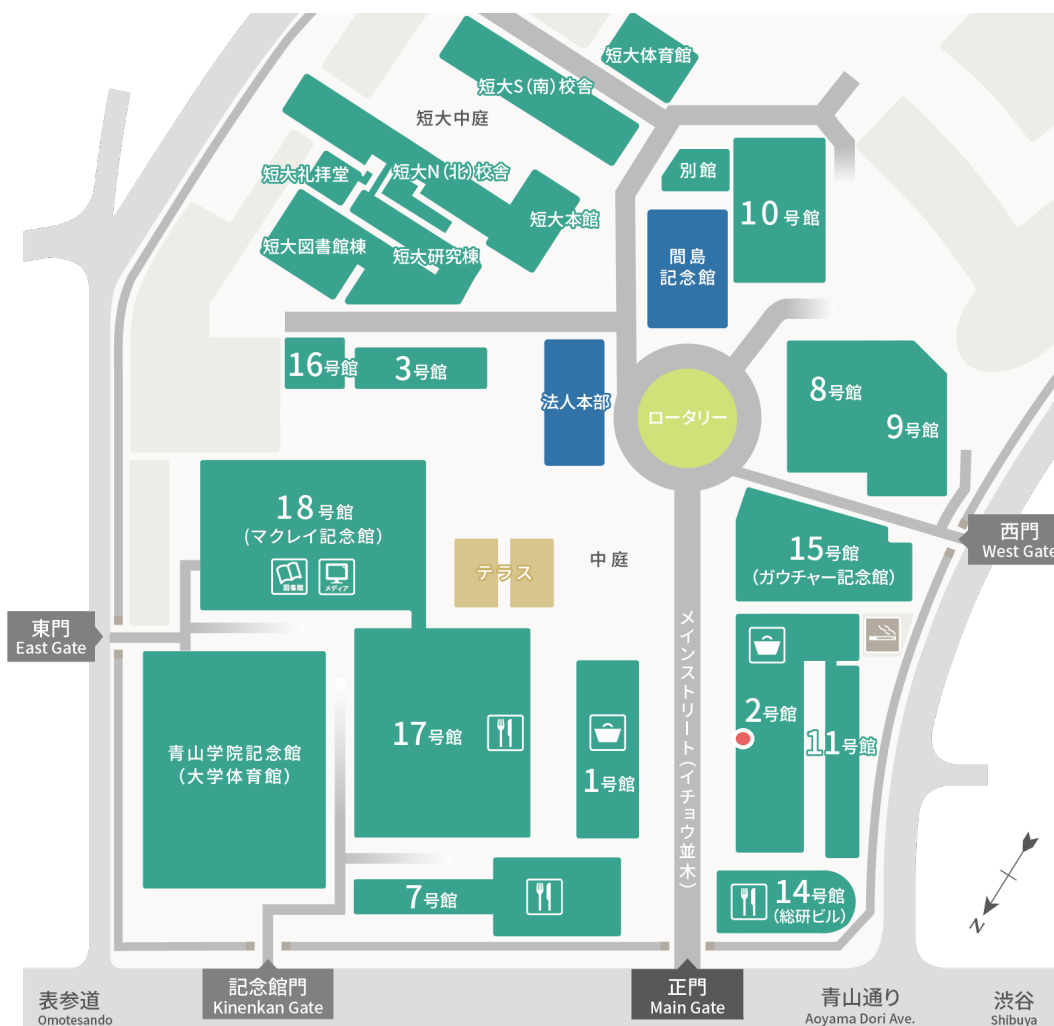 短大体育館
短大S(南)校舎
短大中庭
別館
10号館
短大礼拝堂
短大N(北)校舎
短大本館
短大図書館棟
短大研究棟
間島
記念館
16号館
3号館
法人本部
ロータリー
8号館
9号館
18号館
(マクレイ記念館)
図書館
メディア
テラス
中庭
15号館
(ガウチャー記念館)
西門
West Gate
東門
East Gate
メインストリート(イチョウ並木)
青山学院記念館
(大学体育館)
17号館
1号館
2号館
11号館
7号館
14号館
(総研ビル)
N
記念館門
Kinenkan Gate
正門
Main Gate
表参道
Omotesando
青山通り
Aoyama Dori Ave.
渋谷
Shibuya